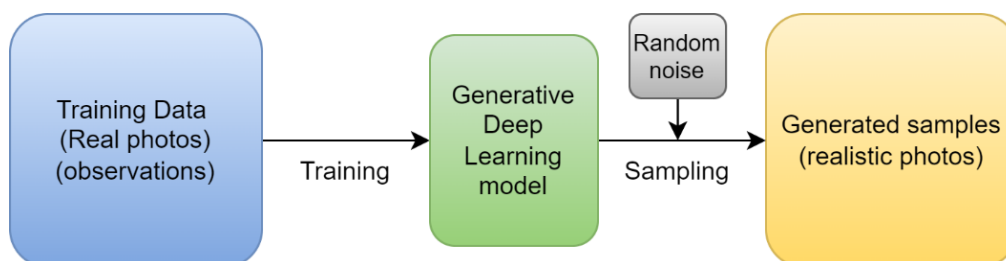 Training Data
(Real photos)
(observations)
Training
Generative
Deep
Learning
model
Random
noise
Sampling
Generated samples
(realistic photos)